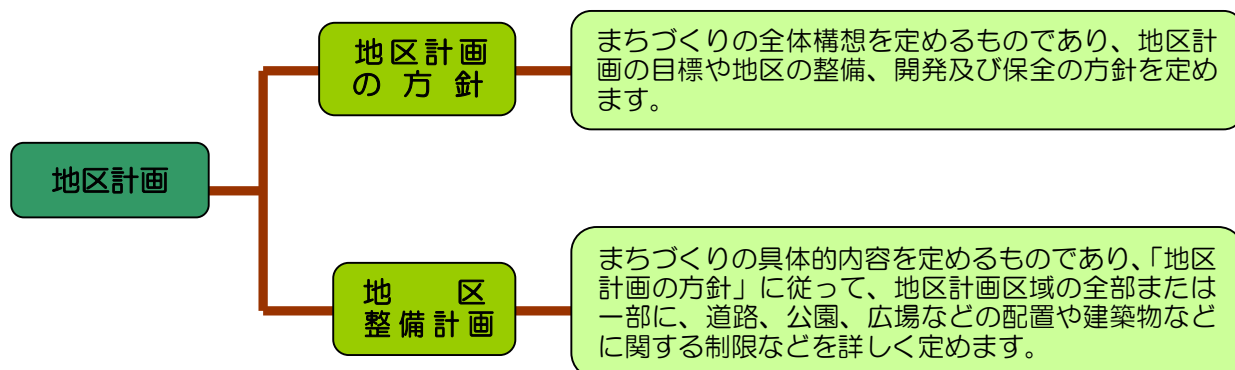 地区計画
地区計画
の方針
まちづくりの全体構想を定めるものであり、地区計
画の目標や地区の整備、開発及び保全の方針を定め
ます。
地区
整備計画
まちづくりの具体的内容を定めるものであり、「地区
計画の方針」に従って、地区計画区域の全部または
一部に、道路、公園、広場などの配置や建築物など
に関する制限などを詳しく定めます。